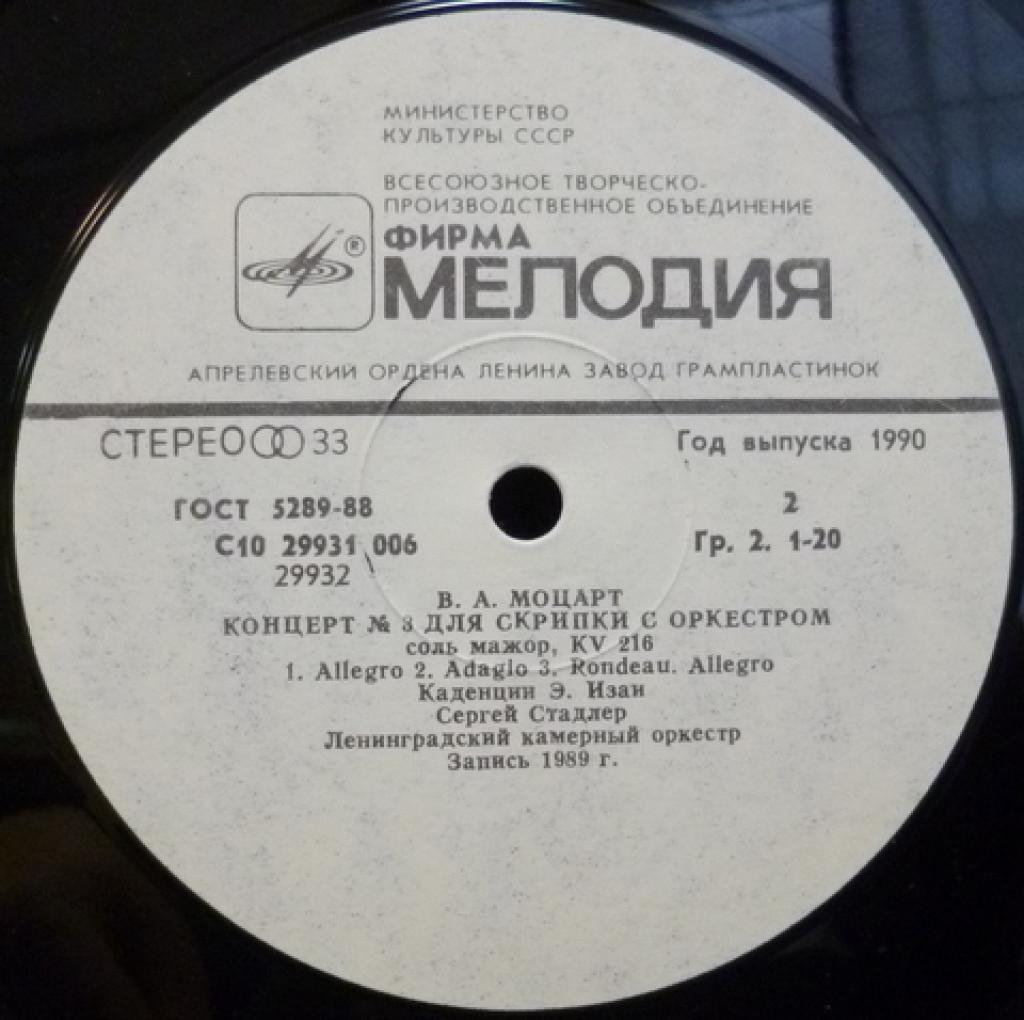 МИНИСТЕРСТВО
КУЛЬТУРЫ СССР
ВСЕСОЮЗНОЕ ТВОРЧЕСКО-
ПРОИЗВОДСТВЕННОЕ ОБЪЕДИНЕНИЕ
ФИРМА
®
МЕЛОДИЯ
АПРЕЛЕВСКИЙ ОРДЕНА ЛЕНИНА ЗАВОД ГРАМПЛАСТИНОК
СТЕРЕО 33
Год выпуска 1990
ГОСТ 5289-88
2
С10 29931 006
Гр. 2. 1-20
29932
В. А. МОЦАРТ
КОНЦЕРТ № 3 ДЛЯ СКРИПКИ С ОРКЕСТРОМ
соль мажор, KV 216
1. Allegro 2. Adagio 3. Rondeau. Allegro
Каденции Э. Изаи
Сергей Стадлер
Ленинградский камерный оркестр
Запись 1989 г.